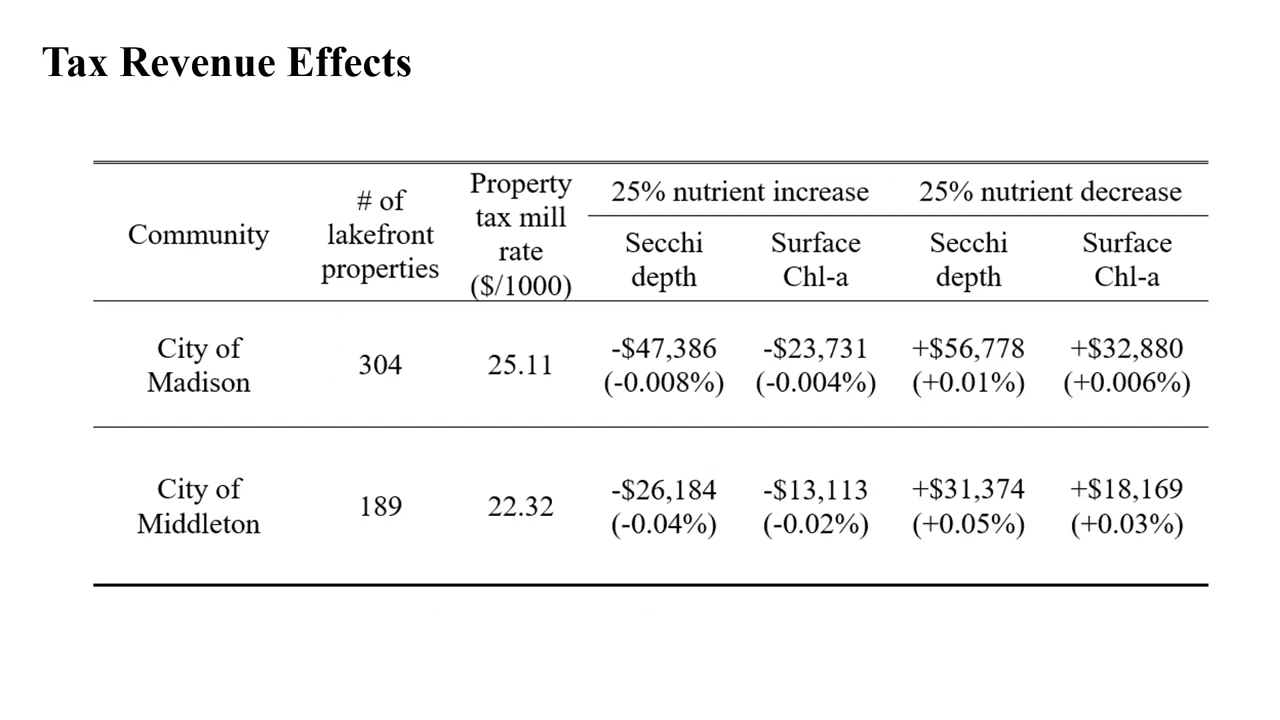 Tax Revenue Effects
Community
# of
lakefront
properties
Property
tax mill
rate
($/1000)
25% nutrient increase
25% nutrient decrease
Secchi
depth
Surface
Chl-a
Secchi
depth
Surface
Chl-a
City of
Madison
304
25.11
-$47,386
(-0.008%)
-$23,731
(-0.004%)
+$56,778
(+0.01%)
+$32,880
(+0.006%)
City of
Middleton
189
22.32
-$26,184
(-0.04%)
-$13,113
(-0.02%)
+$31,374
(+0.05%)
+$18,169
(+0.03%)